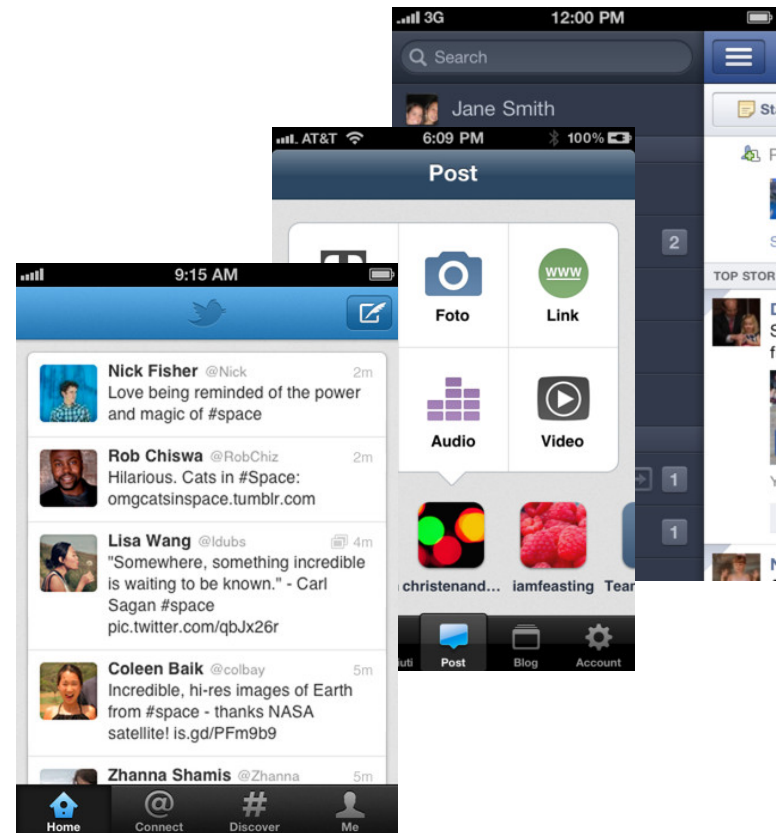 3G 12:00 PM
Search
Jane Smith
2
TOP STOR
1
1
AT&T 6:09 PM 100%
Post
Foto
Link
www
Audio
Video
christenand...
iamfeasting
Post
Blog
Account
9:15 AM
Nick Fisher @Nick 2m
Love being reminded of the power
and magic of #space
Rob Chiswa @RobChiz 2m
Hilarious. Cats in #Space:
omgcatsinspace.tumblr.com
Lisa Wang @ldubs 4m
"Somewhere, something incredible
is waiting to be known." - Carl
Sagan #space
pic.twitter.com/qbJx26r
Coleen Baik @colbay 5m
Incredible, hi-res images of Earth
from #space - thanks NASA
satellite! is.gd/PFm9b9
Zhanna Shamis @Zhanna 5m
Home
Connect
Discover
Me